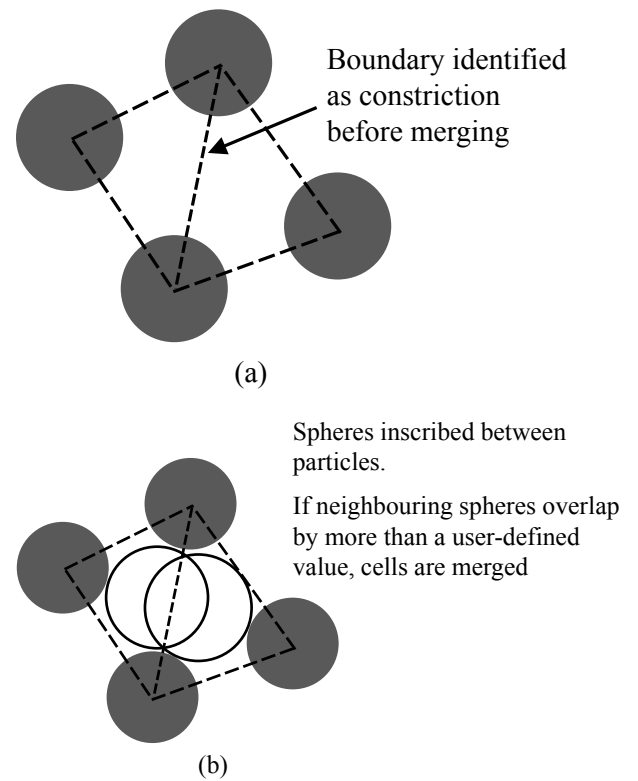 Boundary identified
as constriction
before merging
(a)
Spheres inscribed between
particles.
If neighbouring spheres overlap
by more than a user-defined
value, cells are merged
(b)